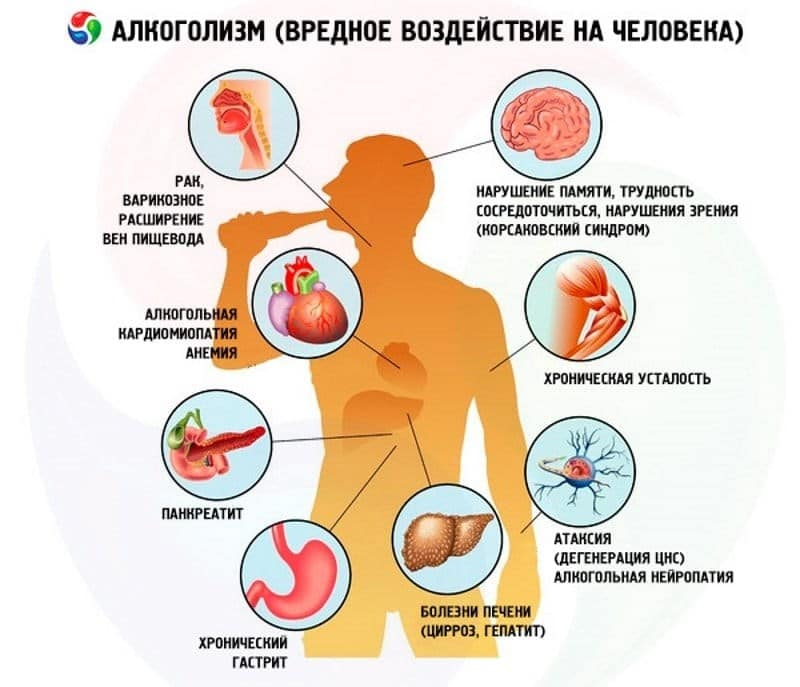 АЛКОГОЛИЗМ (ВРЕДНОЕ ВОЗДЕЙСТВИЕ НА ЧЕЛОВЕКА)
РАК,
ВАРИКОЗНОЕ
РАСШИРЕНИЕ
ВЕН ПИЩЕВОДА
НАРУШЕНИЕ ПАМЯТИ, ТРУДНОСТЬ
СОСРЕДОТОЧИТЬСЯ, НАРУШЕНИЯ ЗРЕНИЯ
(КОРСАКОВСКИЙ СИНДРОМ)
АЛКОГОЛЬНАЯ
КАРДИОМИОПАТИЯ
АНЕМИЯ
ХРОНИЧЕСКАЯ УСТАЛОСТЬ
ПАНКРЕАТИТ
АТАКСИЯ
(ДЕГЕНЕРАЦИЯ ЦНС)
АЛКОГОЛЬНАЯ НЕЙРОПАТИЯ
БОЛЕЗНИ ПЕЧЕНИ
(ЦИРРОЗ, ГЕПАТИТ)
ХРОНИЧЕСКИЙ
ГАСТРИТ